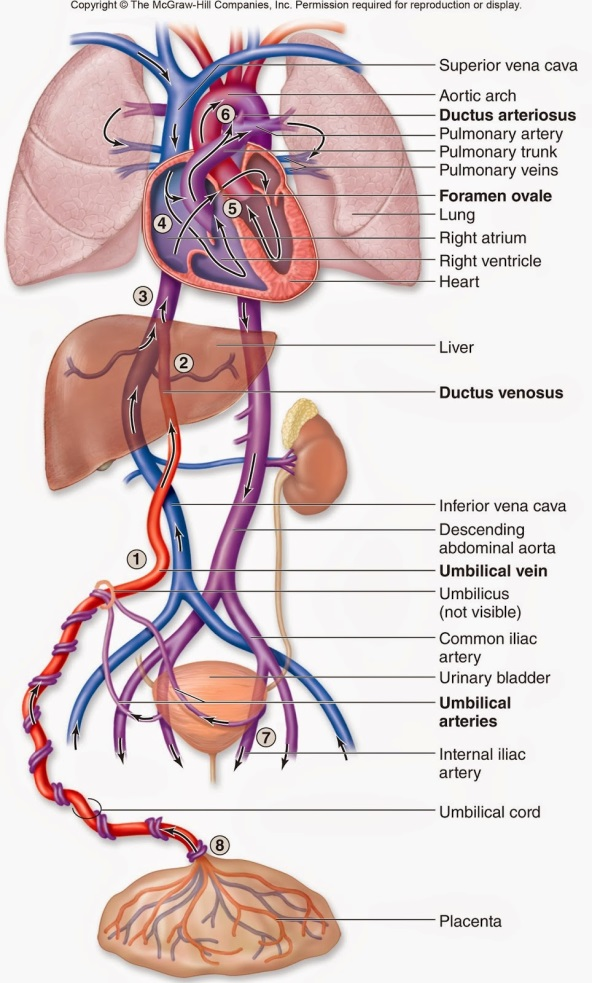 Copyright © The McGraw-Hill Companies, Inc. Permission required for reproduction or display.
Superior vena cava
Aortic arch
Ductus arteriosus
Pulmonary artery
Pulmonary trunk
Pulmonary veins
Foramen ovale
Lung
Right atrium
Right ventricle
Heart
Liver
Ductus venosus
Inferior vena cava
Descending
abdominal aorta
Umbilical vein
Umbilicus
(not visible)
Common iliac
artery
Urinary bladder
Umbilical
arteries
Internal iliac
artery
Umbilical cord
Placenta
6
4
5
3
2
1
7
8